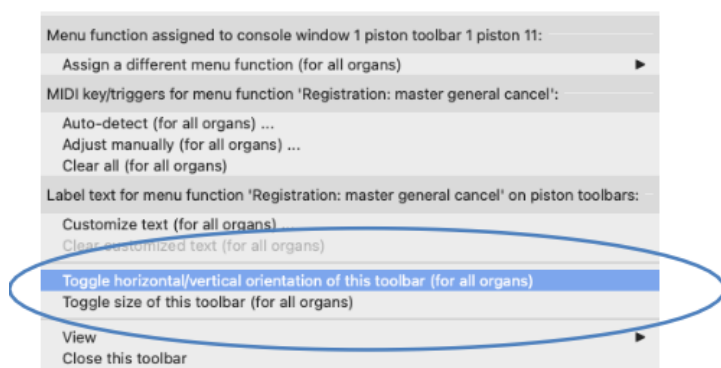 Menu function assigned to console window 1 piston toolbar 1 piston 11:
Assign a different menu function (for all organs)
MIDI key/triggers for menu function 'Registration: master general cancel':
Auto-detect (for all organs) ...
Adjust manually (for all organs) ...
Clear all (for all organs)
Label text for menu function 'Registration: master general cancel' on piston toolbars:
Customize text (for all organs) ...
Clear customized text (for all organs)
Toggle horizontal/vertical orientation of this toolbar (for all organs)
Toggle size of this toolbar (for all organs)
View
Close this toolbar